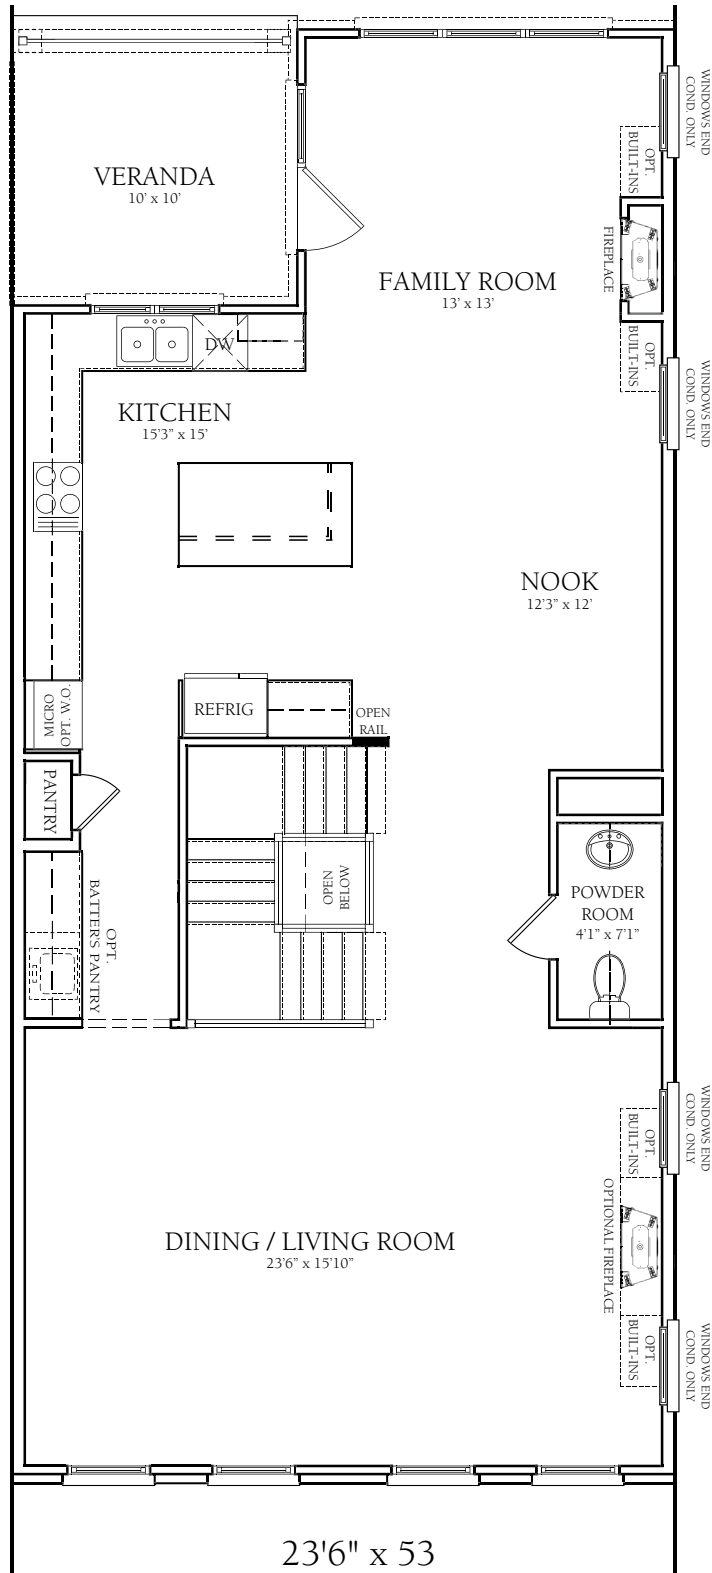 WINDOWS END
COND. ONLY
OPT.
BUILT-INS
VERANDA
10' x 10'
FIREPLACE
FAMILY ROOM
13' x 13'
OPT.
BUILT-INS
DW
WINDOWS END
COND. ONLY
KITCHEN
15'3" x 15'
NOOK
12'3" x 12'
MICRO
OPT. W.O.
REFRIG
OPEN
RAIL
PANTRY
OPEN
BELOW
OPT.
BATTER'S PANTRY
POWDER
ROOM
4'1" x 7'1"
WINDOWS END
COND. ONLY
OPT.
BUILT-INS
OPTIONAL FIREPLACE
DINING / LIVING ROOM
23'6" x 15'10"
OPT.
BUILT-INS
WINDOWS END
COND. ONLY
23'6" x 53